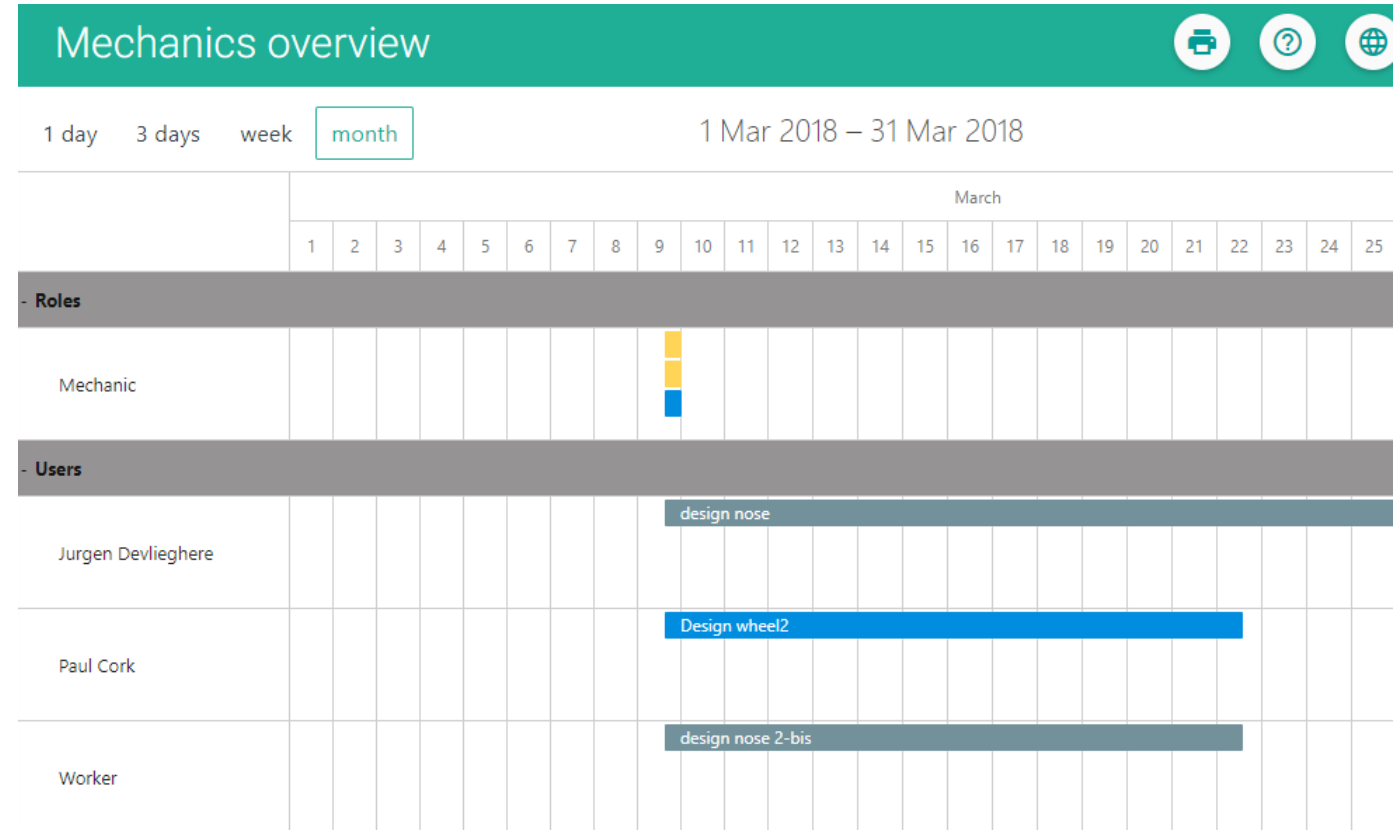 Mechanics overview
1 day 3 days week month 1 Mar 2018 – 31 Mar 2018
March
1 2 3 4 5 6 7 8 9 10 11 12 13 14 15 16 17 18 19 20 21 22 23 24 25
- Roles
Mechanic
- Users
design nose
Jurgen Devlieghere
Design wheel2
Paul Cork
design nose 2-bis
Worker